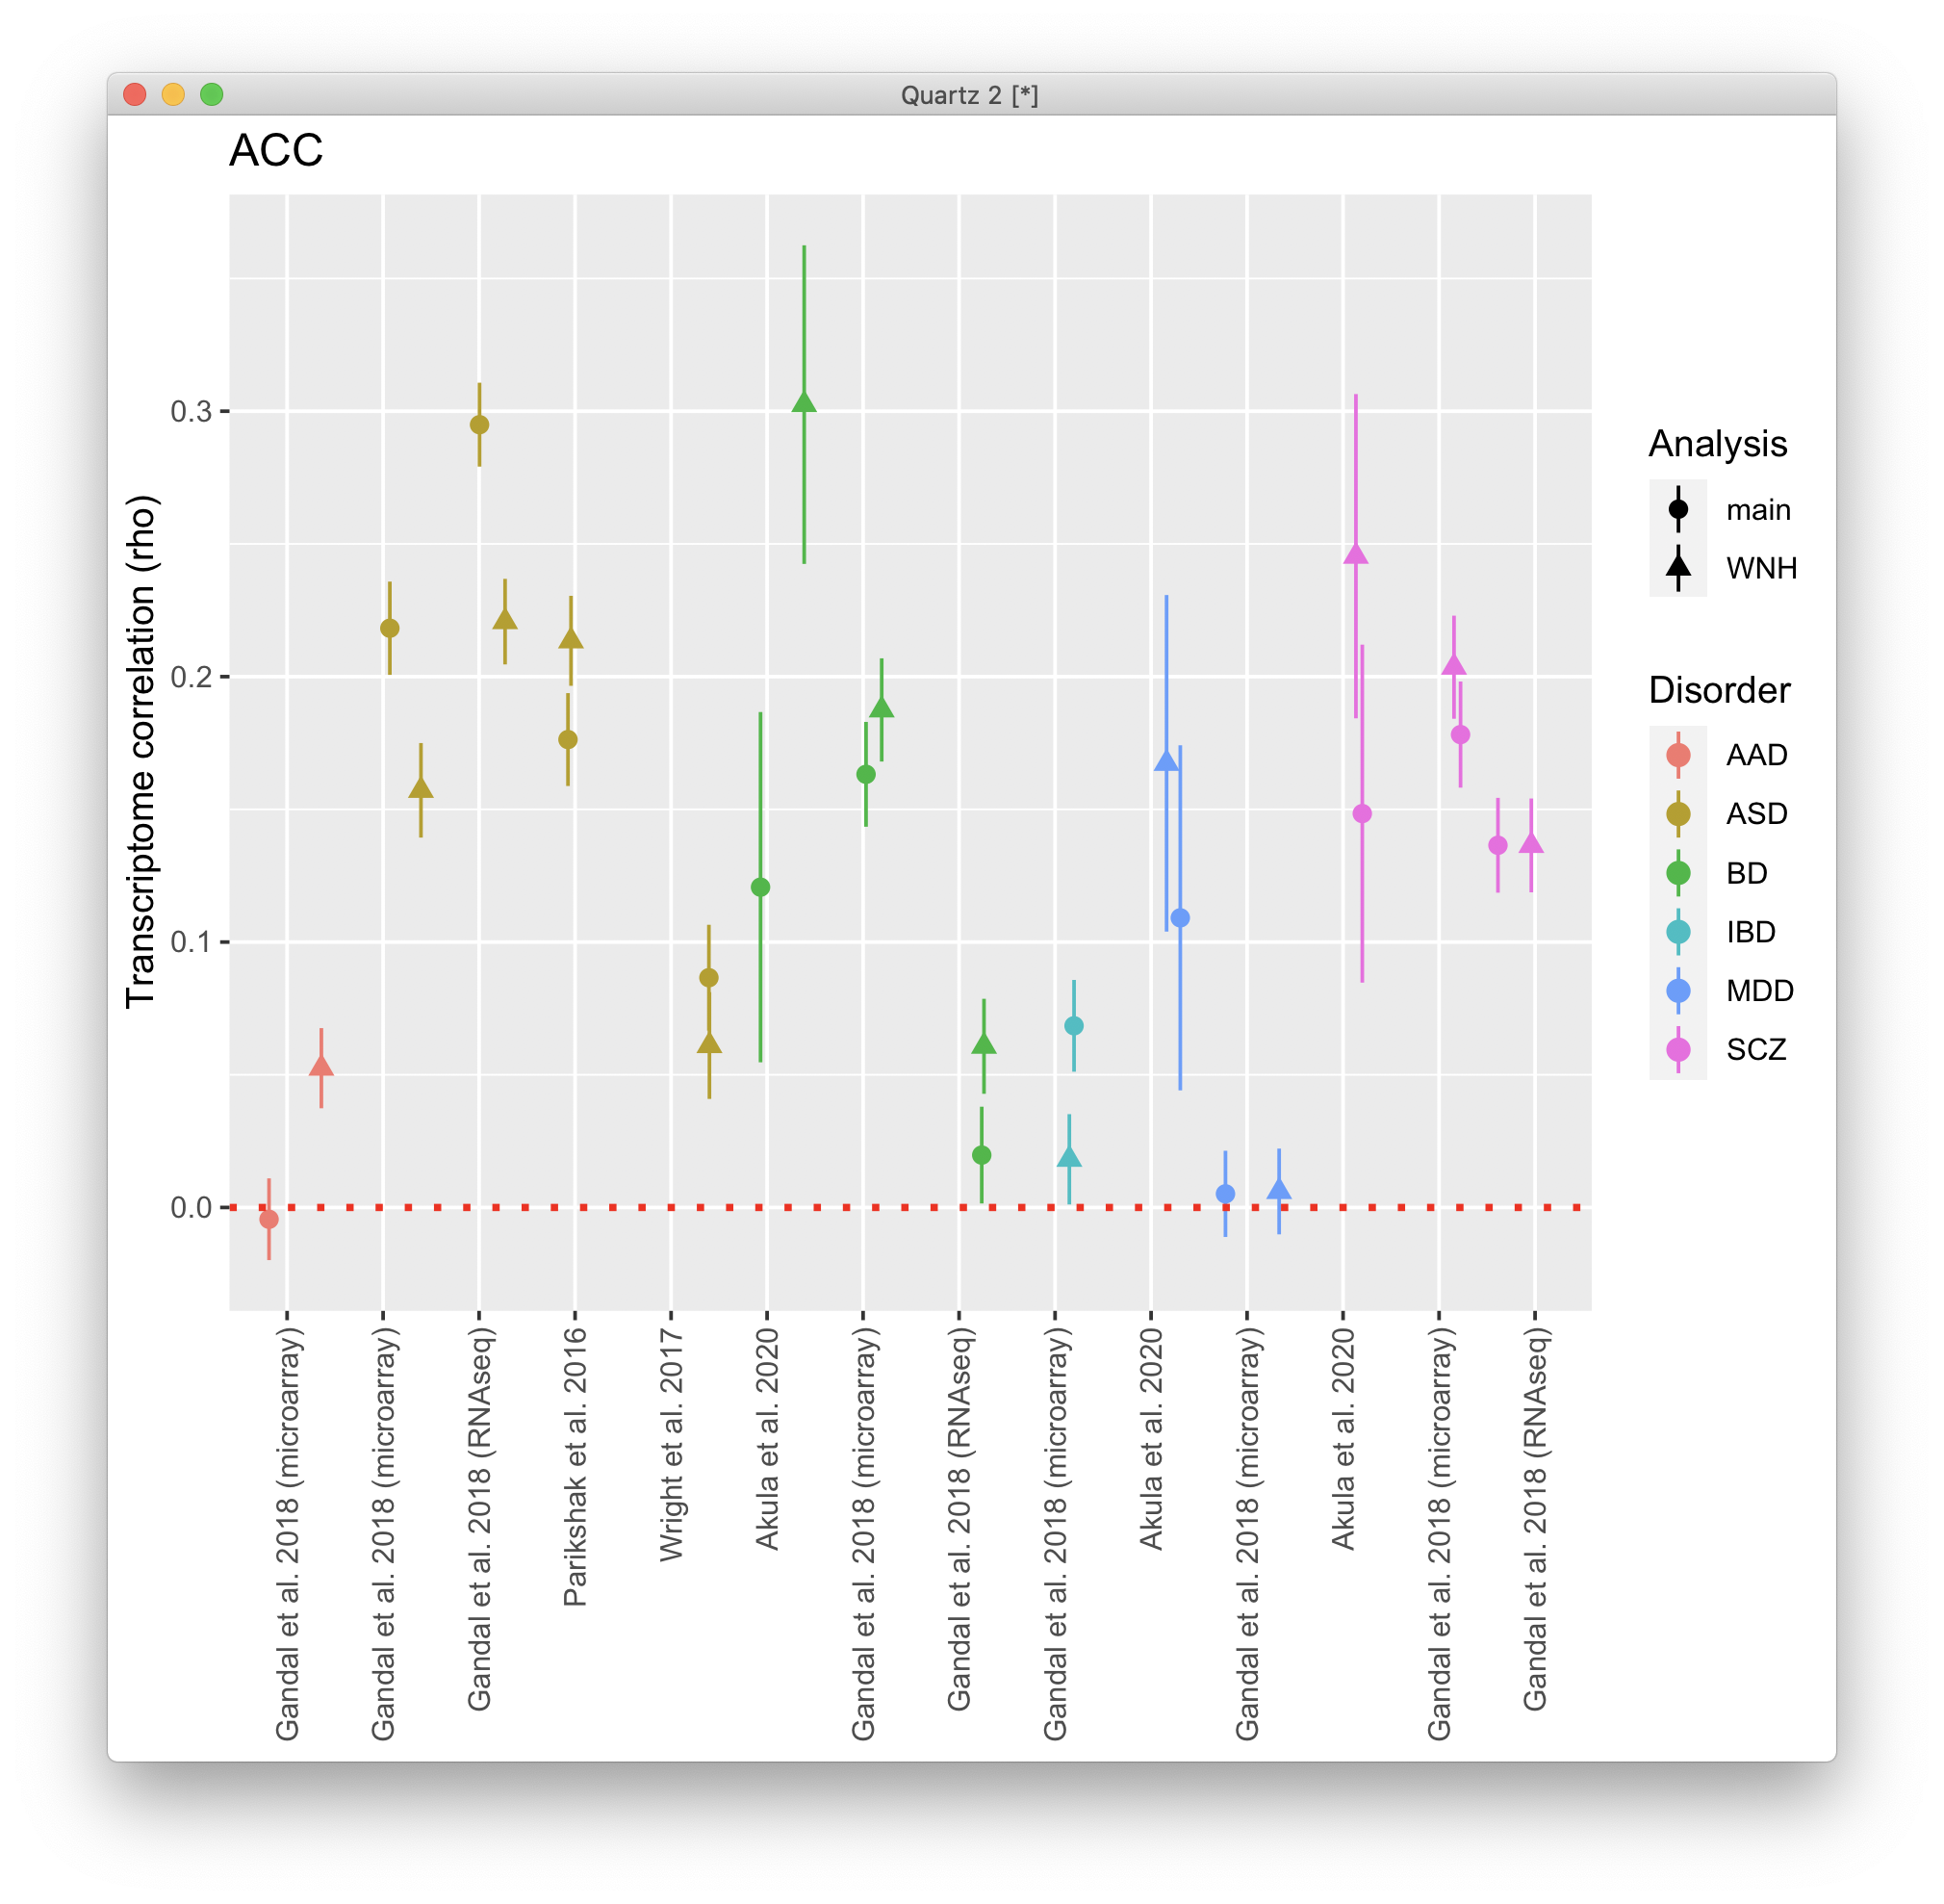 Quartz 2 [*]
ACC
Transcriptome correlation (rho)
0.3
0.2
0.1
0.0
Gandal et al. 2018 (microarray)
Gandal et al. 2018 (microarray)
Gandal et al. 2018 (RNAseq)
Parikshak et al. 2016
Wright et al. 2017
Akula et al. 2020
Gandal et al. 2018 (microarray)
Gandal et al. 2018 (RNAseq)
Gandal et al. 2018 (microarray)
Akula et al. 2020
Gandal et al. 2018 (microarray)
Akula et al. 2020
Gandal et al. 2018 (microarray)
Gandal et al. 2018 (RNAseq)
Analysis
main
WNH
Disorder
AAD
ASD
BD
IBD
MDD
SCZ